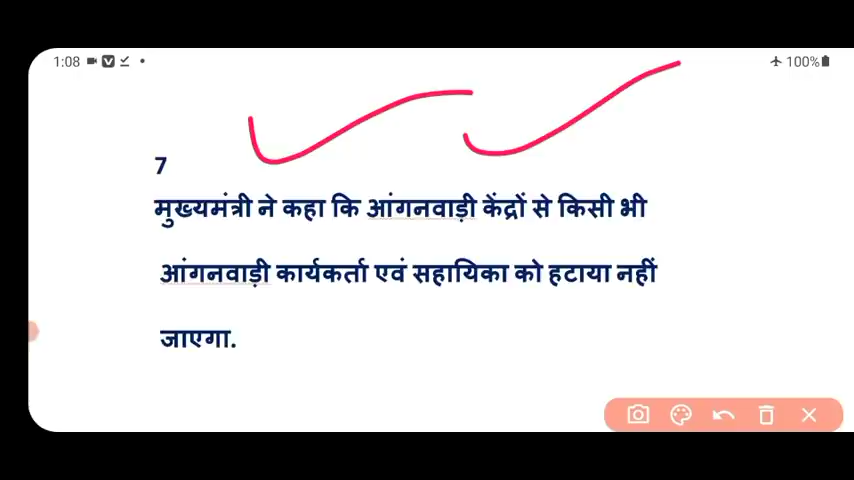 1:08
100%
7
मुख्यमंत्री ने कहा कि आंगनवाड़ी केंद्रों से किसी भी
आंगनवाड़ी कार्यकर्ता एवं सहायिका को हटाया नहीं
जाएगा.